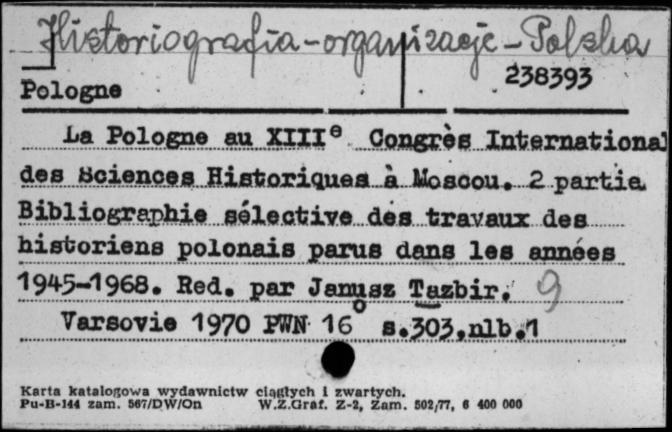 Historiografia - organizacje - Polska
238393
Pologne
La Pologne au XIIIe Congrès International
des Sciences Historiques à Moscou. 2 partie
Bibliographie sélective des travaux des
historiens polonais parus dans les années
1945-1968. Red. par Janusz Tazbir. 9
Varsovie 1970 PWN 16o s.303,nlb.1
Karta katalogowa wydawnictw ciągłych i zwartych.
Pu-B-144 zam. 567/DW/On W.Z.Graf. Z-2, Zam. 502/77, 6 400 000